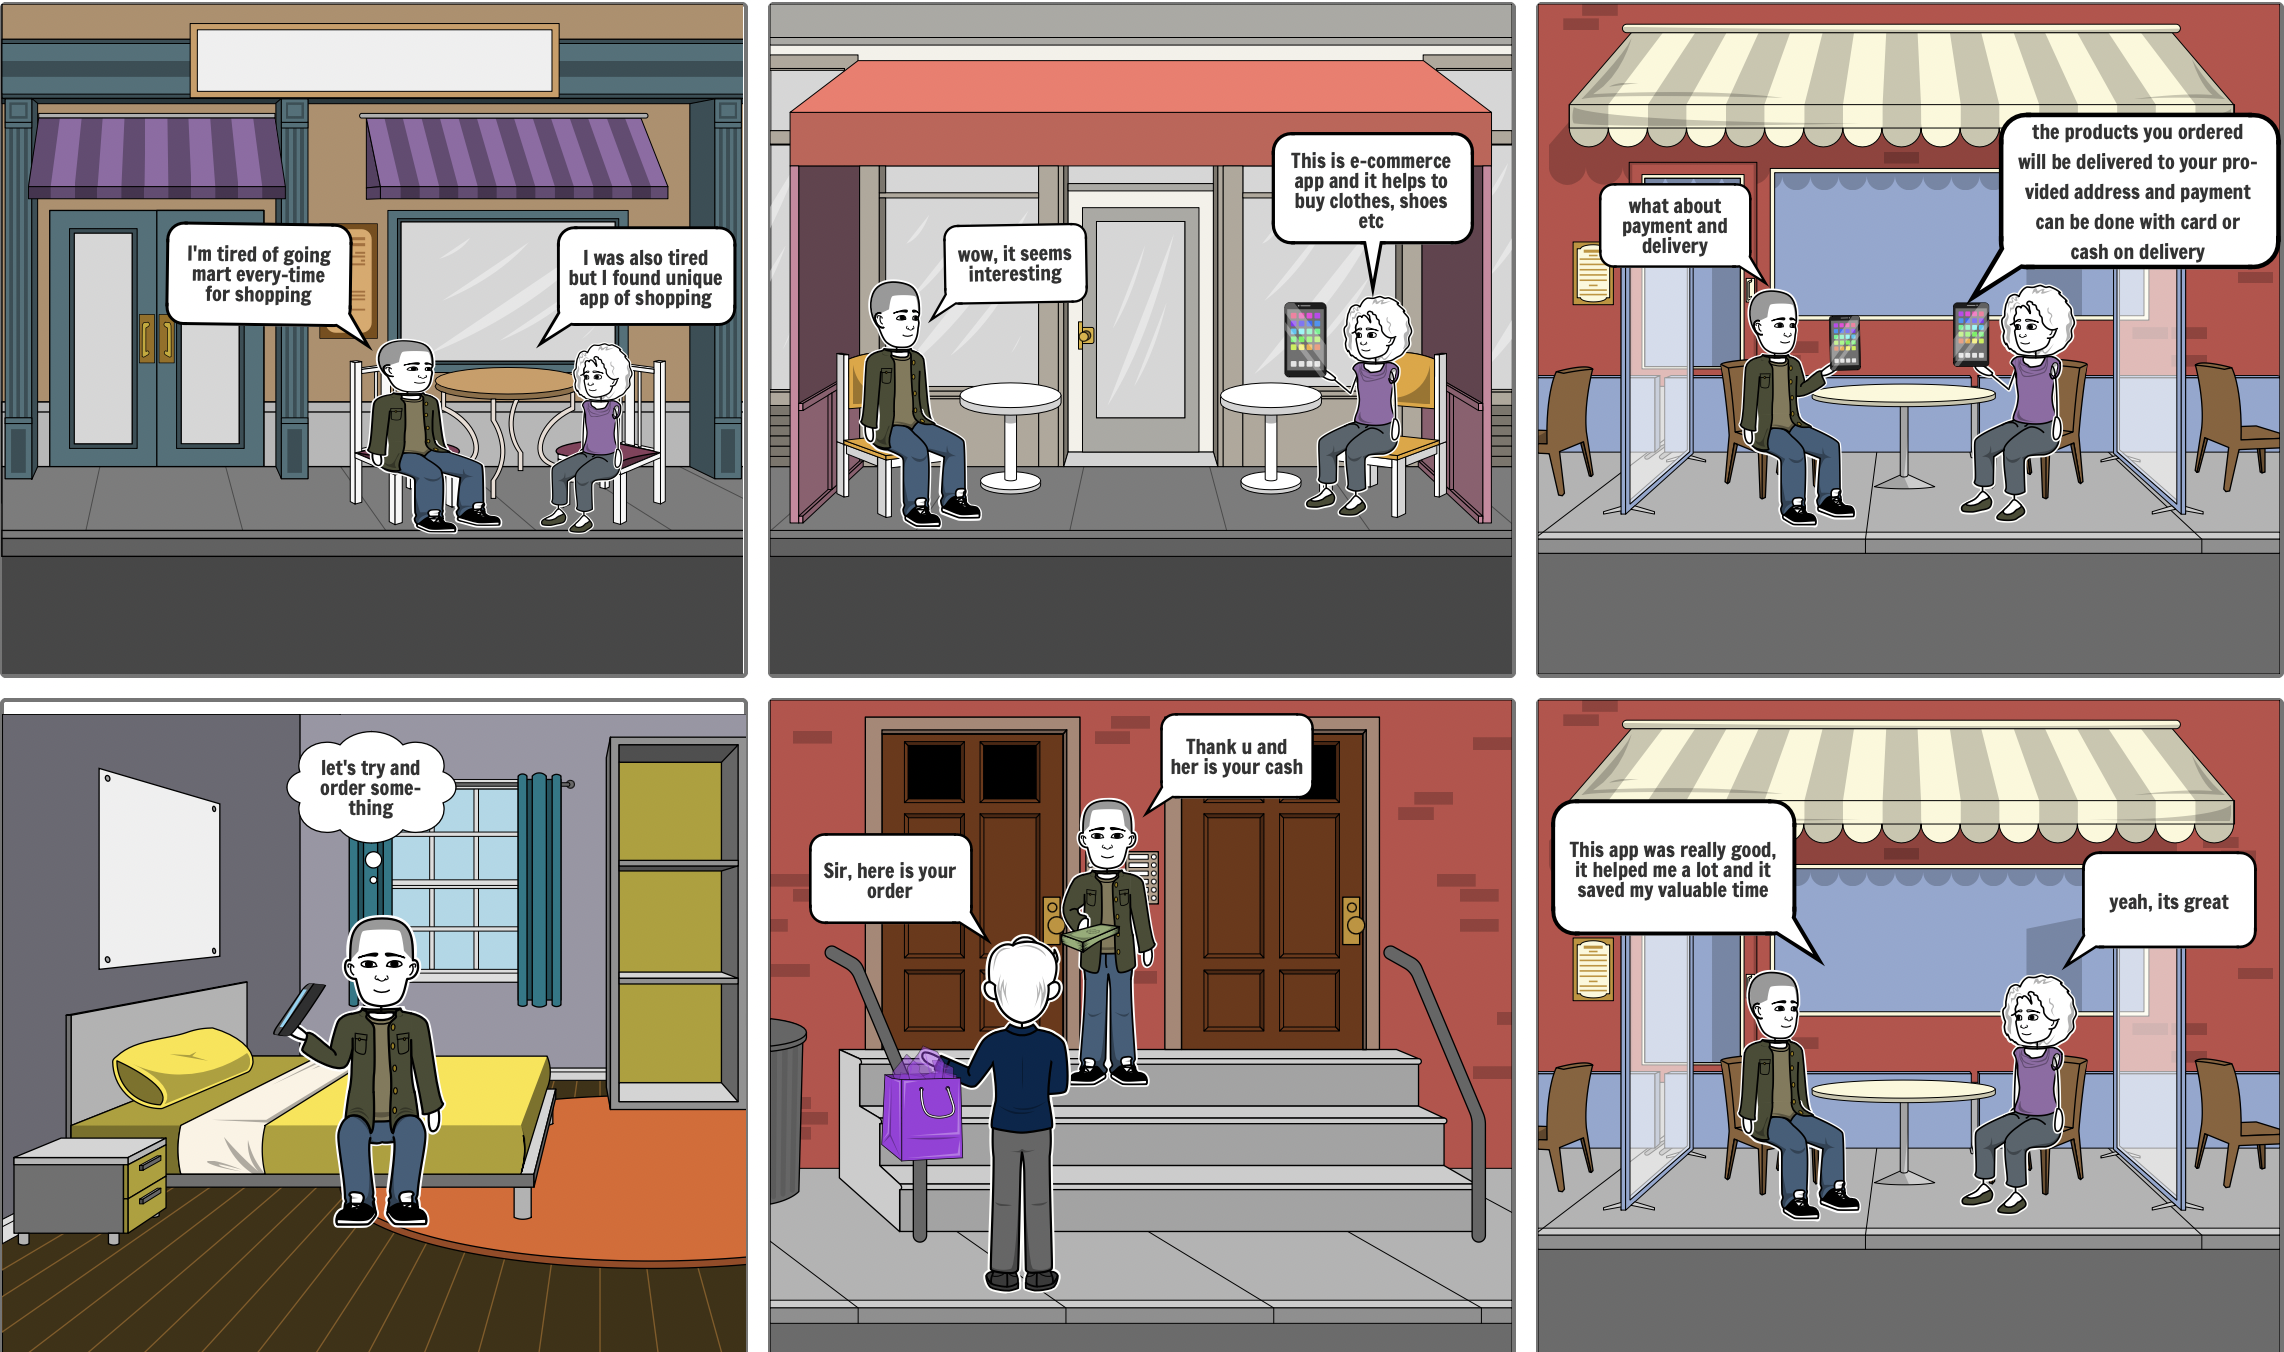 I'm tired of going
mart every-time
for shopping
I was also tired
but I found unique
app of shopping
wow, it seems
interesting
This is e-commerce
app and it helps to
buy clothes, shoes
etc
what about
payment and
delivery
the products you ordered
will be delivered to your pro-
vided address and payment
can be done with card or
cash on delivery
let's try and
order some-
thing
Sir, here is your
order
Thank u and
her is your cash
This app was really good,
it helped me a lot and it
saved my valuable time
yeah, its great